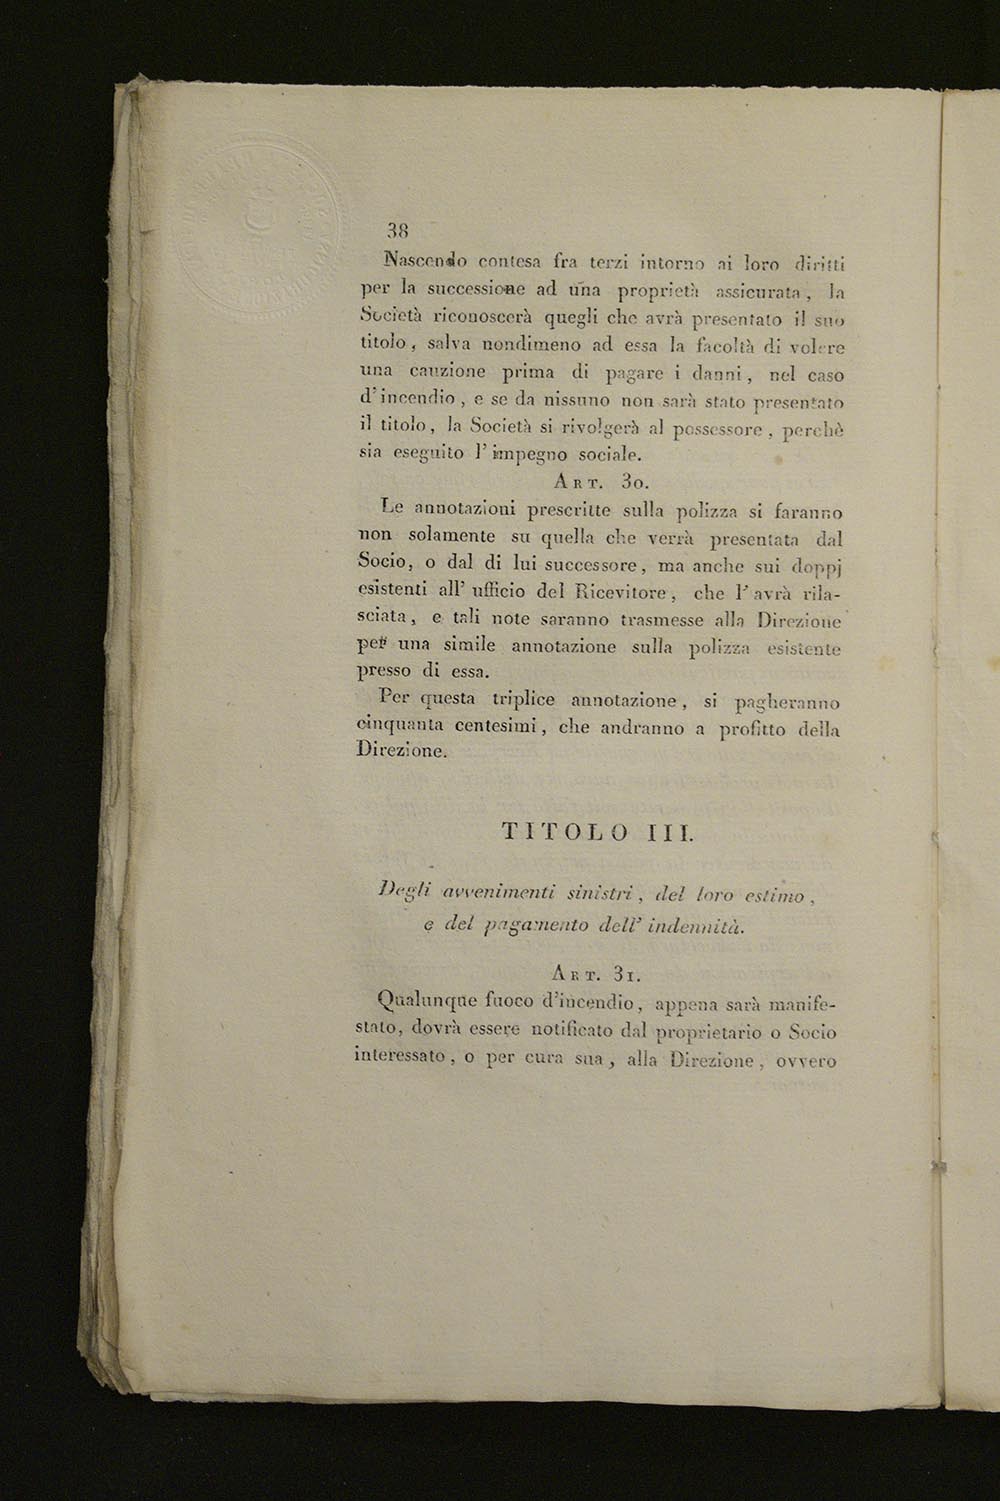 38
Nascendo contesa fra terzi intorno ai loro diritti
per la successione ad una proprietà assicurata, la
Società riconoscerà quegli che avrà presentato il suo
titolo, salva nondimeno ad essa la facoltà di volere
una cauzione prima di pagare i danni, nel caso
d'incendio, e se da nissuno non sarà stato presentato
il titolo, la Società si rivolgerà al possessore, perchè
sia eseguito l'impegno sociale.
ART. 30.
Le annotazioni prescritte sulla polizza si faranno
non solamente su quella che verrà presentata dal
Socio, o dal di lui successore, ma anche sui doppj
esistenti all'ufficio del Ricevitore, che l'avrà rila-
sciata, e tali note saranno trasmesse alla Direzione
per una simile annotazione sulla polizza esistente
presso di essa.
Per questa triplice annotazione, si pagheranno
cinquanta centesimi, che andranno a profitto della
Direzione.
TITOLO III.
Degli avvenimenti sinistri, del loro estimo,
e del pagamento dell'indennità.
ART. 31.
Qualunque fuoco d'incendio, appena sarà manife-
stato, dovrà essere notificato dal proprietario o Socio
interessato, o per cura sua, alla Direzione, ovvero